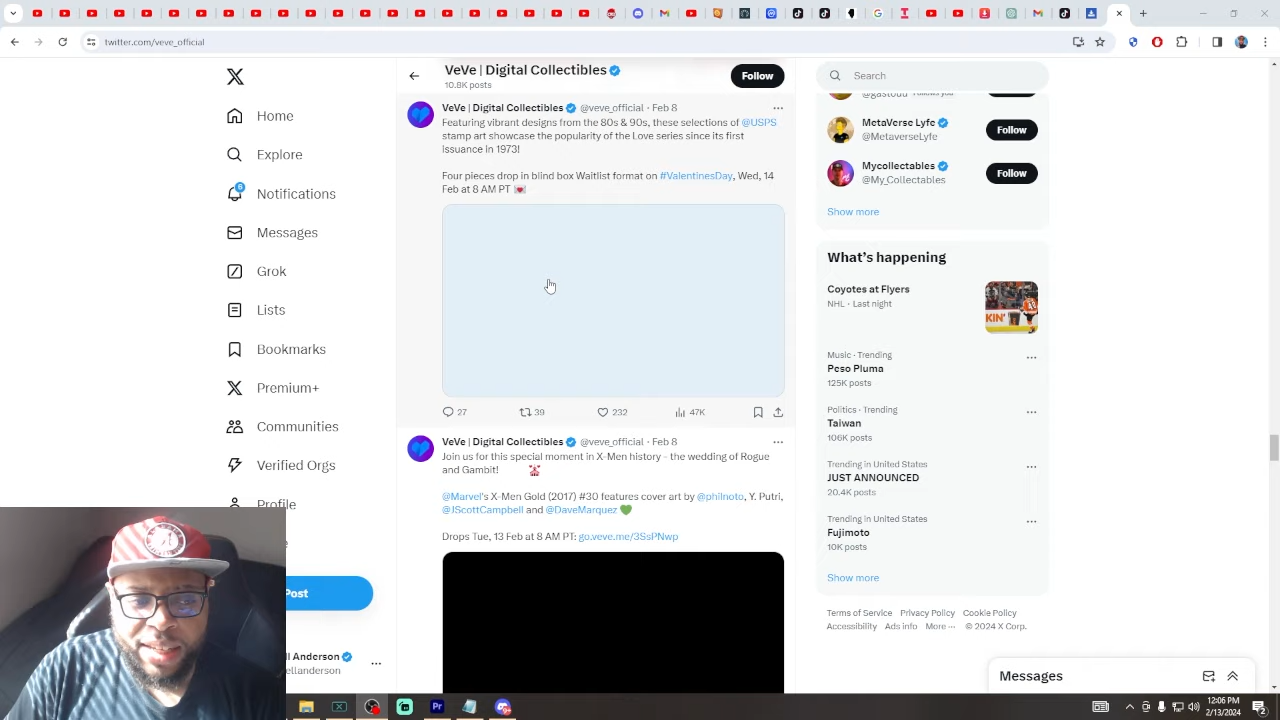 twitter.com/veve_official
VeVe | Digital Collectibles
10.8K posts
Follow
Home
Explore
6
Notifications
Messages
Grok
Lists
Bookmarks
Premium+
Communities
Verified Orgs
Profile
Post
ll Anderson
ellanderson
VeVe | Digital Collectibles @veve_official · Feb 8
Featuring vibrant designs from the 80s & 90s, these selections of @USPS
stamp art showcase the popularity of the Love series since its first
issuance in 1973!
Four pieces drop in blind box Waitlist format on #ValentinesDay, Wed, 14
Feb at 8 AM PT
27 39 232 47K
VeVe | Digital Collectibles @veve_official · Feb 8
Join us for this special moment in X-Men history - the wedding of Rogue
and Gambit!
@Marvel's X-Men Gold (2017) #30 features cover art by @philnoto, Y. Putri,
@JScottCampbell and @DaveMarquez
Drops Tue, 13 Feb at 8 AM PT: go.veve.me/3SsPNwp
Search
MetaVerse Lyfe
@MetaverseLyfe
Follow
Mycollectables
@My_Collectables
Follow
Show more
What's happening
Coyotes at Flyers
NHL · Last night
Music · Trending
Peso Pluma
125K posts
Politics · Trending
Taiwan
106K posts
Trending in United States
JUST ANNOUNCED
20.4K posts
Trending in United States
Fujimoto
10K posts
Show more
Terms of Service Privacy Policy Cookie Policy
Accessibility Ads info More ··· © 2024 X Corp.
Messages
12:06 PM
2/13/2024